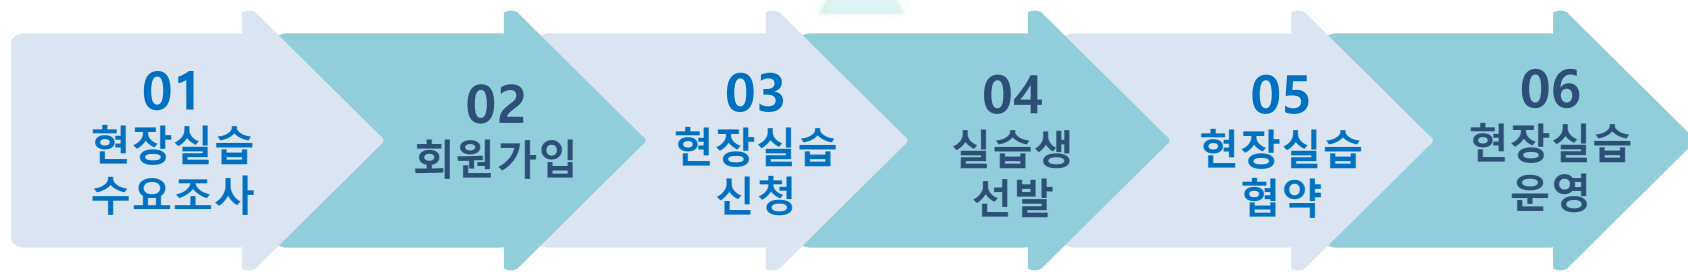 01
현장실습
수요조사
02
회원가입
03
현장실습
신청
04
실습생
선발
05
현장실습
협약
06
현장실습
운영